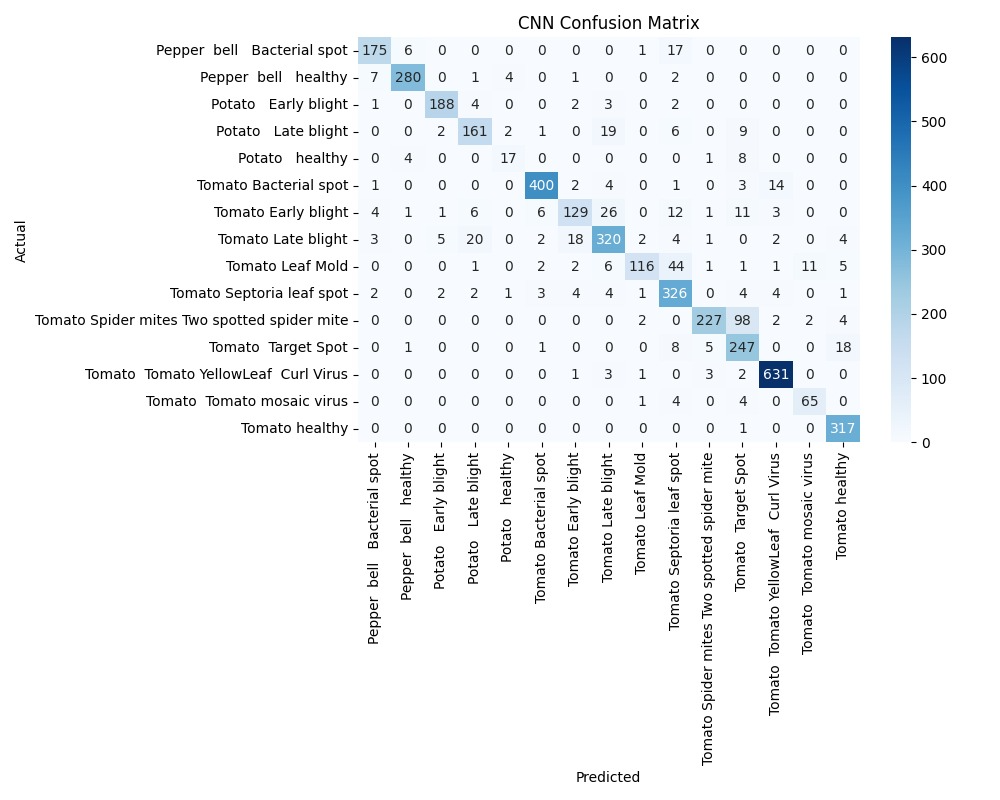 CNN Confusion Matrix
Pepper  bell   Bacterial spot 175 6 0 0 0 0 0 0 1 17 0 0 0 0 0
600
Pepper  bell   healthy 7 280 0 1 4 0 1 0 0 2 0 0 0 0 0
Potato   Early blight 1 0 188 4 0 0 2 3 0 2 0 0 0 0 0
500
Potato   Late blight 0 0 2 161 2 1 0 19 0 6 0 9 0 0 0
Potato   healthy 0 4 0 0 17 0 0 0 0 0 1 8 0 0 0
Tomato Bacterial spot 1 0 0 0 0 400 2 4 0 1 0 3 14 0 0
400
Tomato Early blight 4 1 1 6 0 6 129 26 0 12 1 11 3 0 0
Actual
Tomato Late blight 3 0 5 20 0 2 18 320 2 4 1 0 2 0 4
300
Tomato Leaf Mold 0 0 0 1 0 2 2 6 116 44 1 1 1 11 5
Tomato Septoria leaf spot 2 0 2 2 1 3 4 4 1 326 0 4 4 0 1
200
Tomato Spider mites Two spotted spider mite 0 0 0 0 0 0 0 0 2 0 227 98 2 2 4
Tomato  Target Spot 0 1 0 0 0 1 0 0 0 8 5 247 0 0 18
Tomato  Tomato YellowLeaf  Curl Virus 0 0 0 0 0 0 1 3 1 0 3 2 631 0 0
100
Tomato  Tomato mosaic virus 0 0 0 0 0 0 0 0 1 4 0 4 0 65 0
Tomato healthy 0 0 0 0 0 0 0 0 0 0 0 1 0 0 317
0
Pepper  bell   Bacterial spot
Pepper  bell   healthy
Potato   Early blight
Potato   Late blight
Potato   healthy
Tomato Bacterial spot
Tomato Early blight
Tomato Late blight
Tomato Leaf Mold
Tomato Septoria leaf spot
Tomato Spider mites Two spotted spider mite
Tomato  Target Spot
Tomato  Tomato YellowLeaf  Curl Virus
Tomato  Tomato mosaic virus
Tomato healthy
Predicted